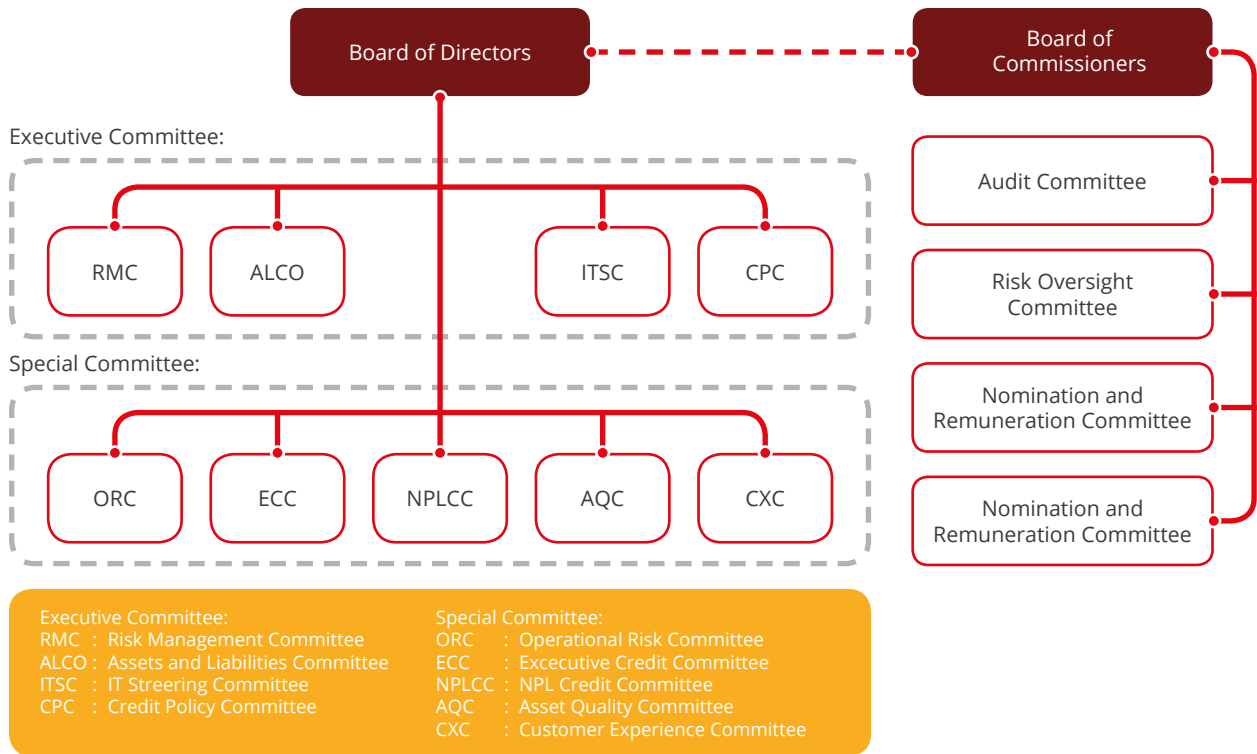 Board of Directors
Board of
Commissioners
Executive Committee:
RMC
ALCO
ITSC
CPC
Special Committee:
ORC
ECC
NPLCC
AQC
CXC
Audit Committee
Risk Oversight
Committee
Nomination and
Remuneration Committee
Nomination and
Remuneration Committee
Executive Committee:
RMC : Risk Management Committee
ALCO : Assets and Liabilities Committee
ITSC : IT Streering Committee
CPC : Credit Policy Committee
Special Committee:
ORC : Operational Risk Committee
ECC : Excecutive Credit Committee
NPLCC : NPL Credit Committee
AQC : Asset Quality Committee
CXC : Customer Experience Committee